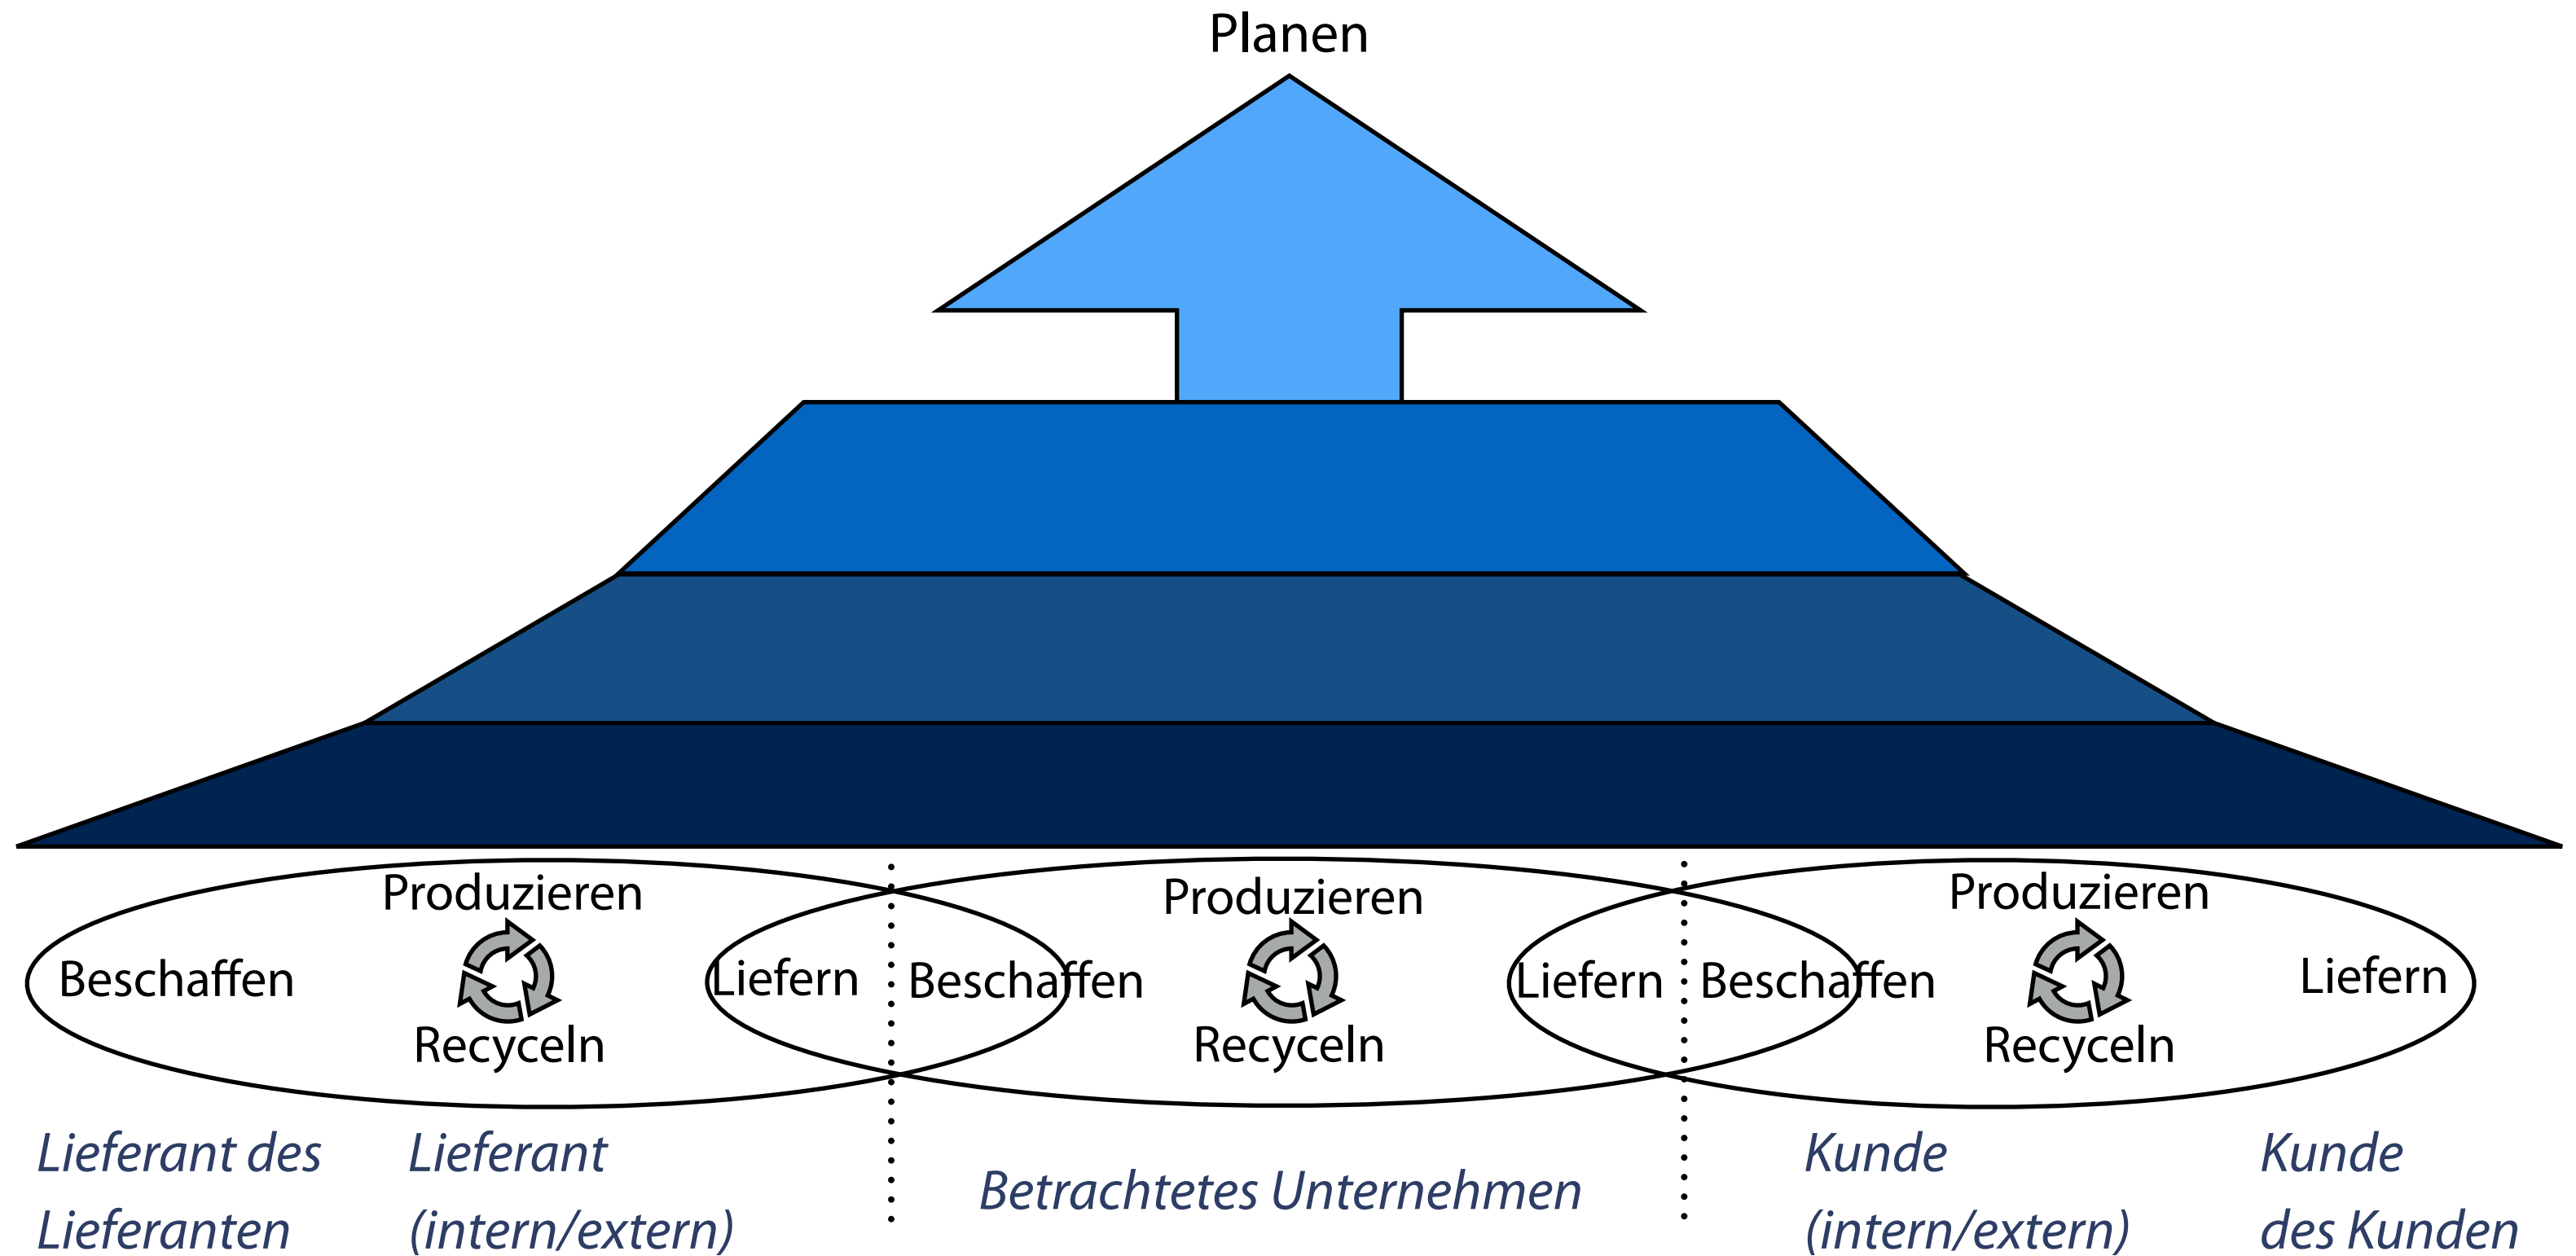 Planen
Produzieren
Produzieren
Produzieren
Beschaffen
Liefern
Beschaffen
Liefern
Beschaffen
Liefern
Recyceln
Recyceln
Recyceln
Lieferant des
Lieferanten
Lieferant
(intern/extern)
Betrachtetes Unternehmen
Kunde
(intern/extern)
Kunde
des Kunden